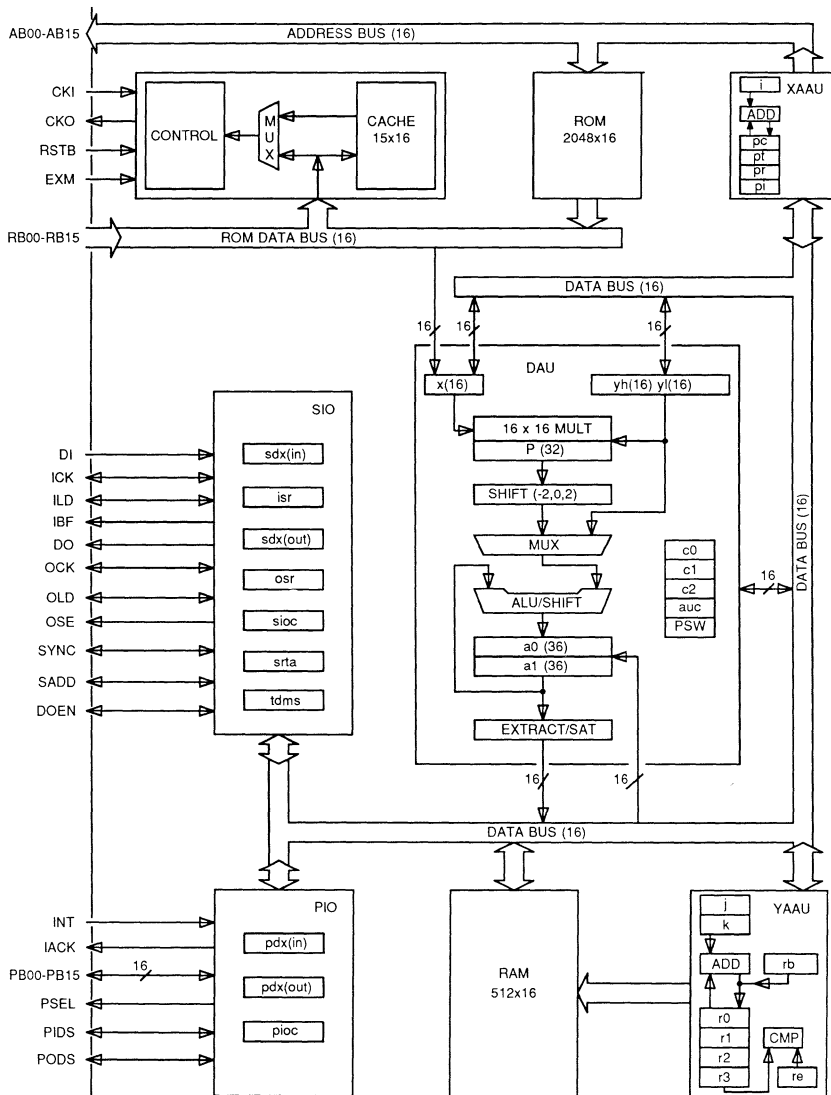 AB00-AB15
ADDRESS BUS (16)
CKI
CKO
RSTB
EXM
CONTROL
MUX
CACHE
15x16
ROM
2048x16
XAAU
i
ADD
pc
pt
pr
pi
RB00-RB15
ROM DATA BUS (16)
DATA BUS (16)
16
16
16
DAU
x(16)
yh(16) yl(16)
16 x 16 MULT
P (32)
SHIFT (-2,0,2)
MUX
ALU/SHIFT
a0 (36)
a1 (36)
EXTRACT/SAT
16
16
c0
c1
c2
auc
PSW
16
DATA BUS (16)
SIO
sdx(in)
isr
sdx(out)
osr
sioc
srta
tdms
DI
ICK
ILD
IBF
DO
OCK
OLD
OSE
SYNC
SADD
DOEN
DATA BUS (16)
INT
IACK
PB00-PB15
16
PSEL
PIDS
PODS
PIO
pdx(in)
pdx(out)
pioc
RAM
512x16
YAAU
j
k
ADD
rb
r0
r1
r2
r3
CMP
re